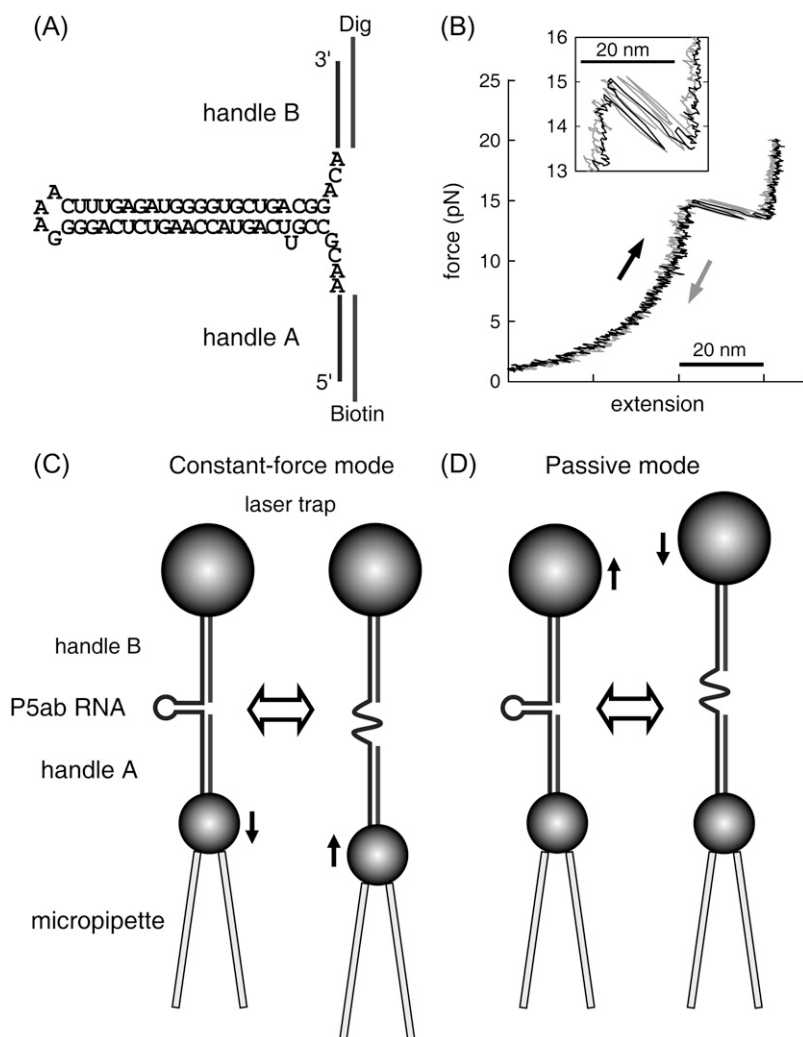 (A)
Dig
3'
handle B
A
C
A
A
A
A
G
CUUUGAGAUGGGGUGCUGACGG
GGGACUCUGAACCAUGACUGCC
U
G
C
A
A
handle A
5'
Biotin
(B)
force (pN)
25
20
15
10
5
0
16
15
14
13
20 nm
20 nm
extension
(C)
Constant-force mode
laser trap
handle B
P5ab RNA
handle A
micropipette
(D)
Passive mode